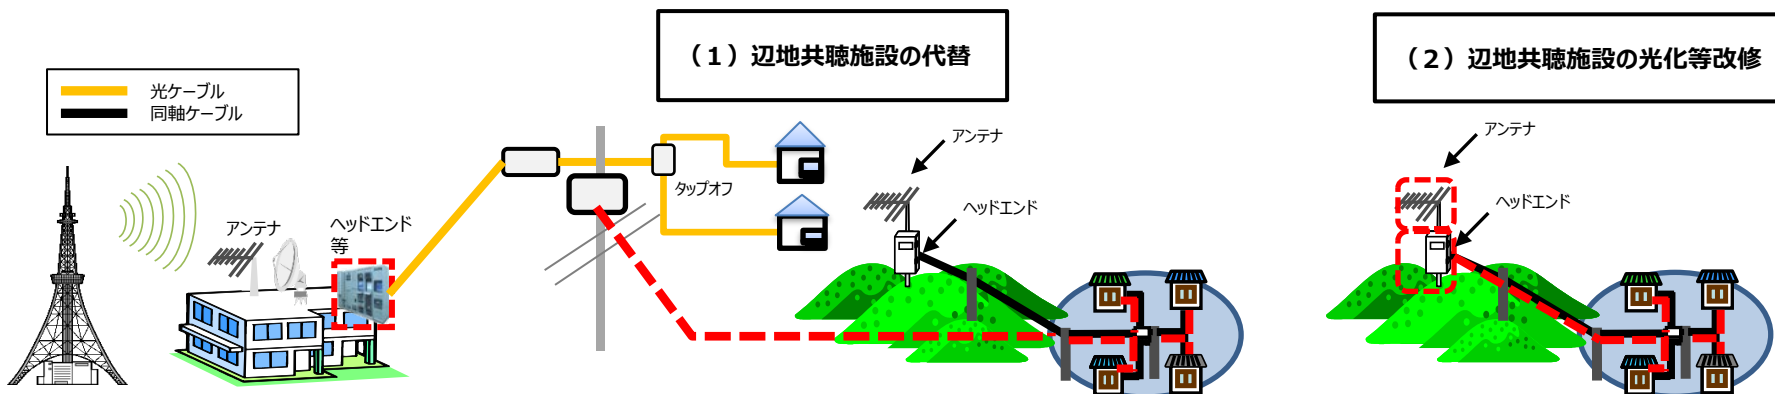 （１）辺地共聴施設の代替
（２）辺地共聴施設の光化等改修
光ケーブル
同軸ケーブル
アンテナ
ヘッドエンド
等
タップオフ
アンテナ
ヘッドエンド
アンテナ
ヘッドエンド